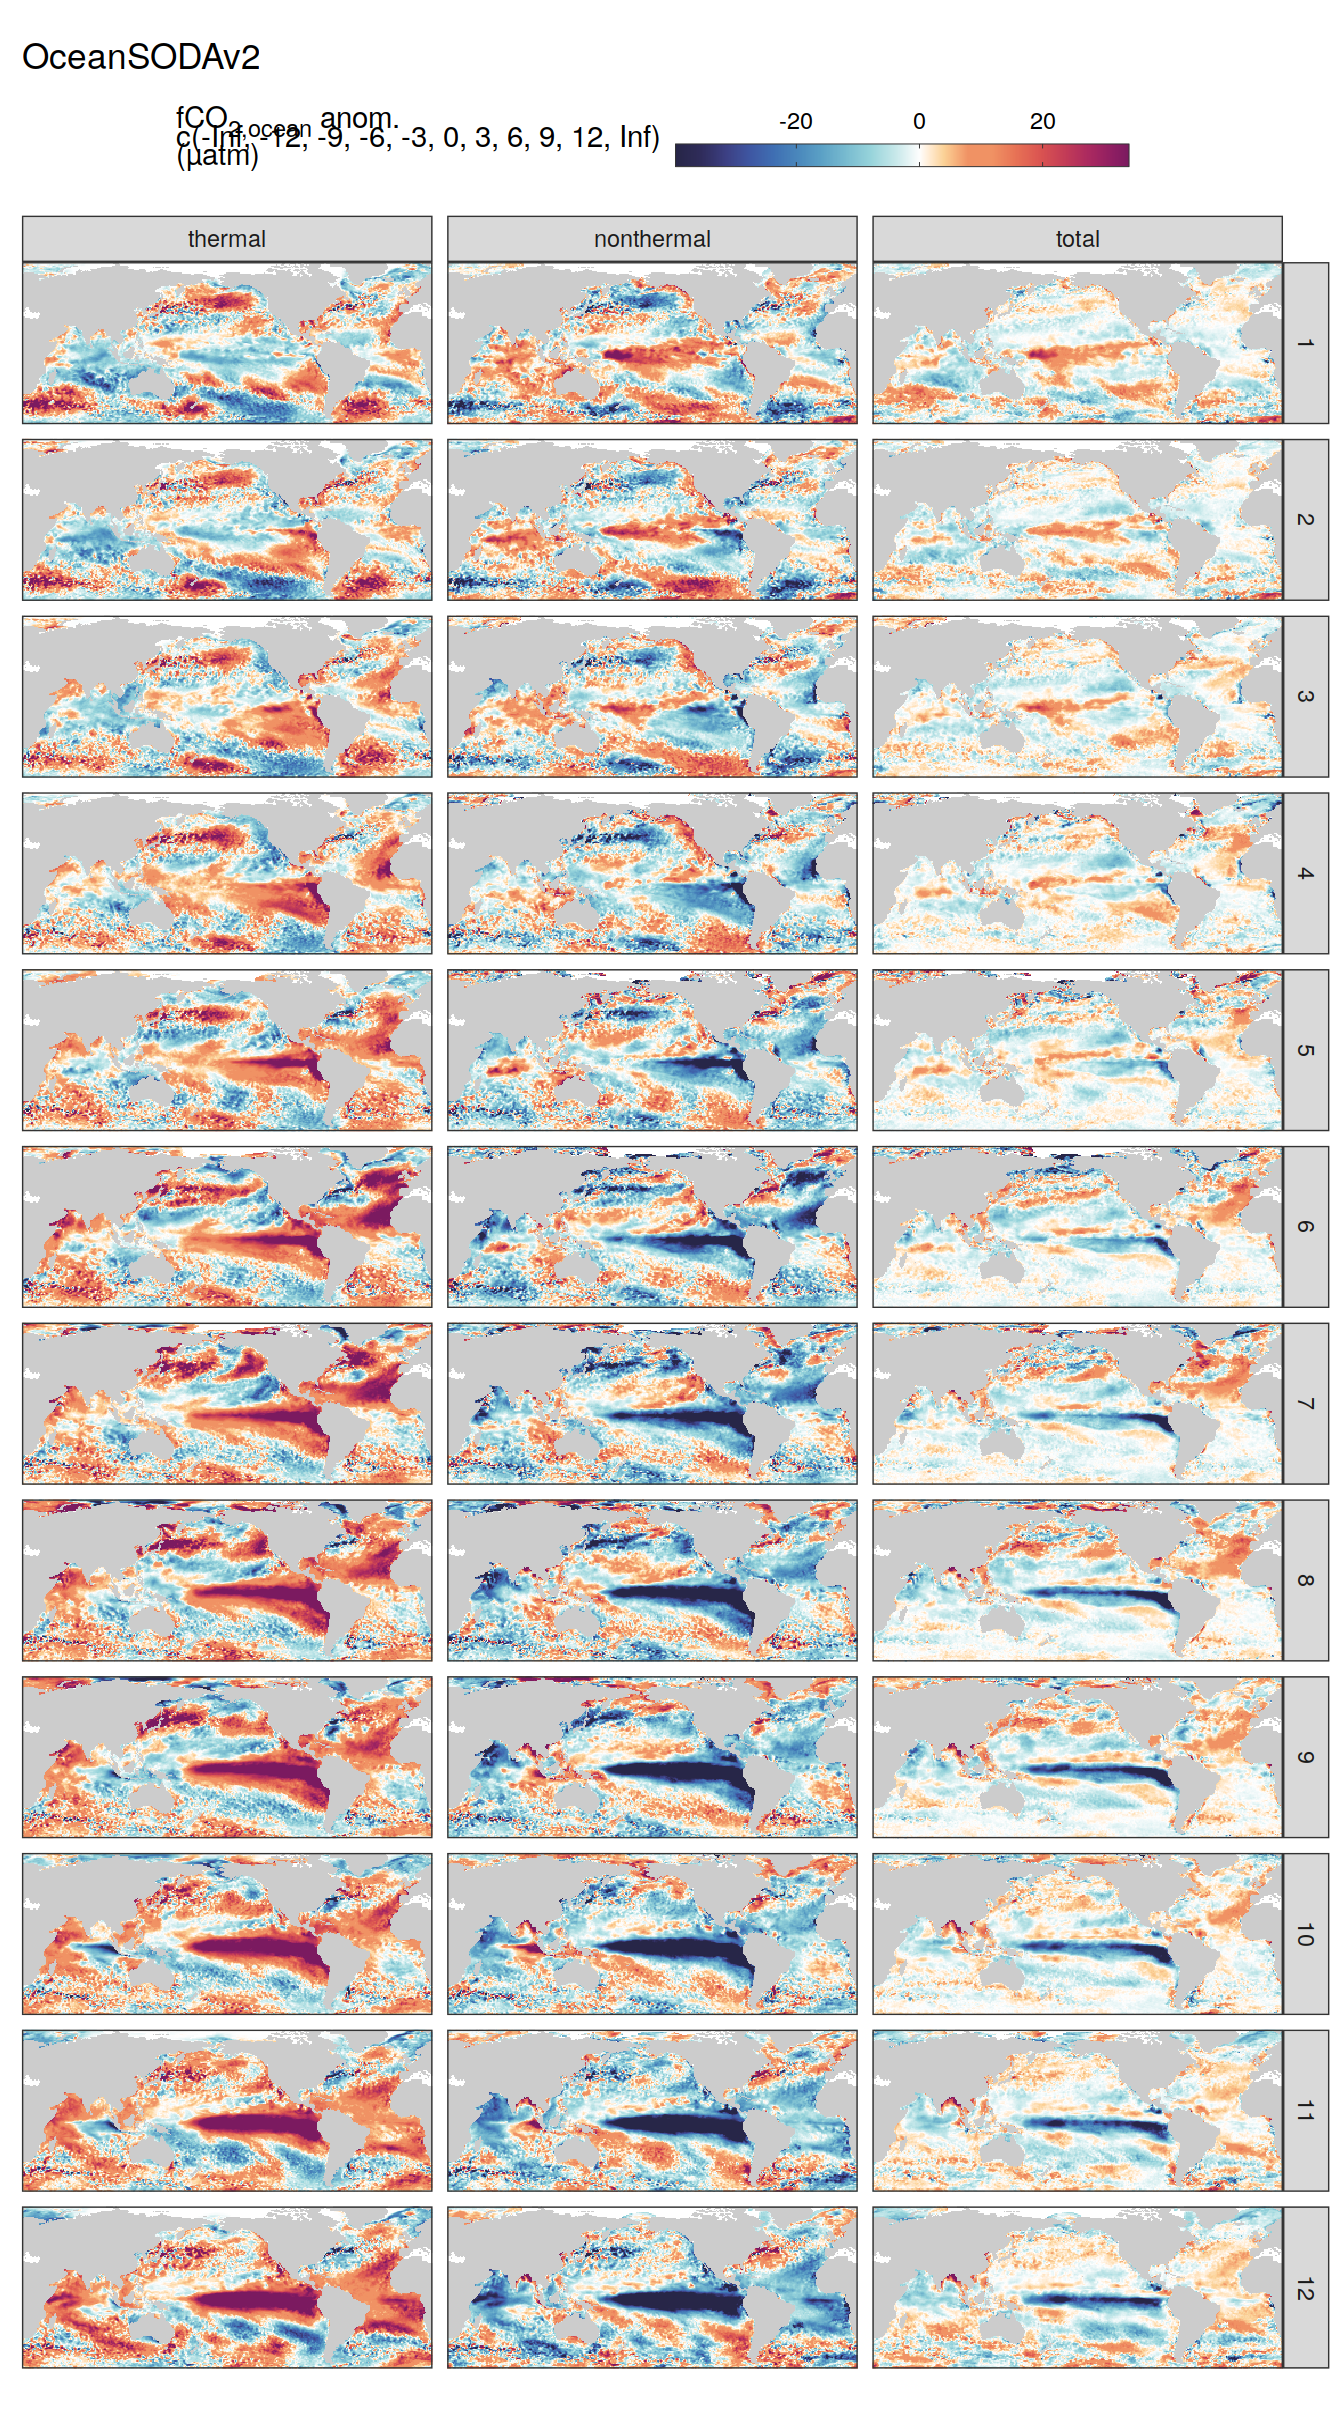 OceanSODAv2
fCO2,ocean anom.
c(-Inf, -12, -9, -6, -3, 0, 3, 6, 9, 12, Inf)
(µatm)
-20 0 20
thermal nonthermal total
1
2
3
4
5
6
7
8
9
10
11
12